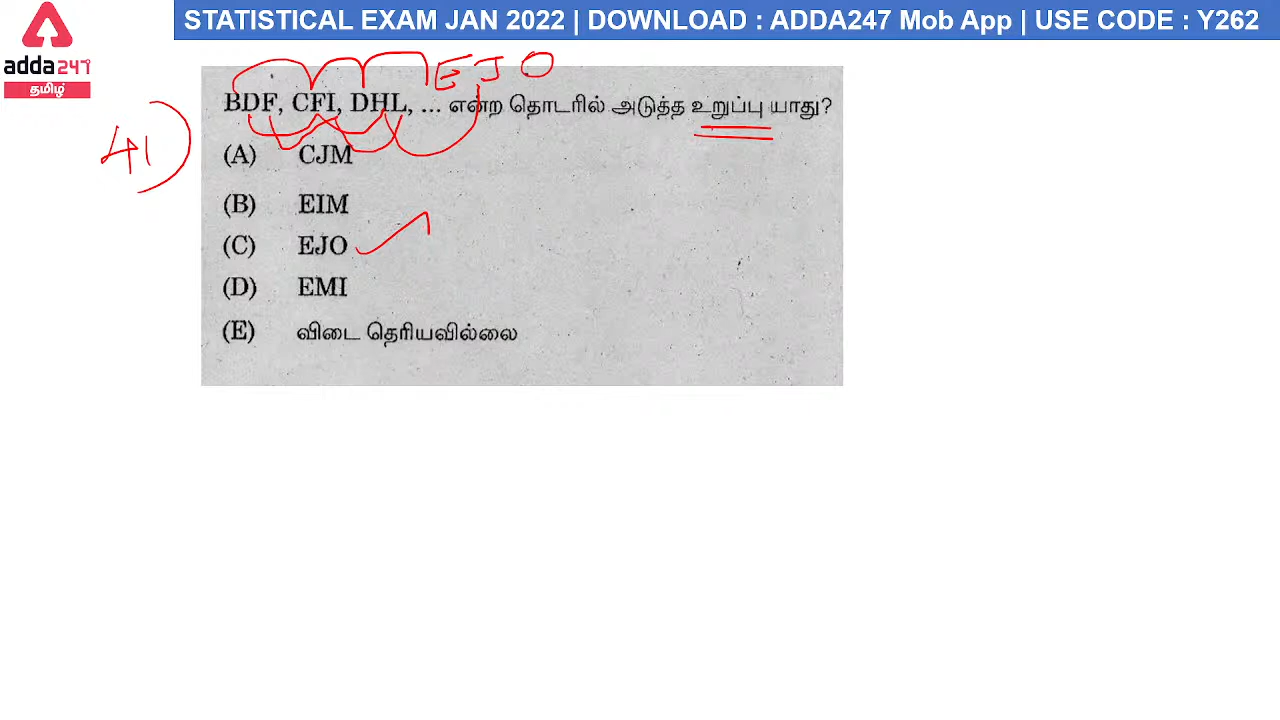 STATISTICAL EXAM JAN 2022 | DOWNLOAD : ADDA247 Mob App | USE CODE : Y262
adda247
தமிழ்
EJO
41)
BDF, CFI, DHL, ... என்ற தொடரில் அடுத்த உறுப்பு யாது?
(A) CJM
(B) EIM
(C) EJO
(D) EMI
(E) விடை தெரியவில்லை